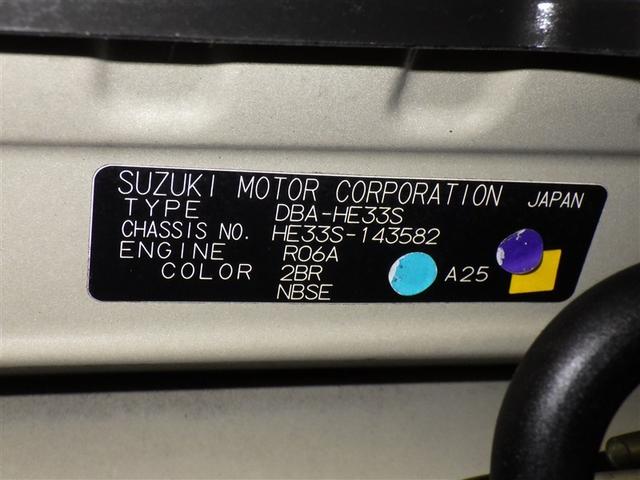 SUZUKI MOTOR CORPORATION JAPAN
TYPE DBA-HE33S
CHASSIS NO. HE33S-143582
ENGINE R06A
COLOR 2BR A25
NBSE